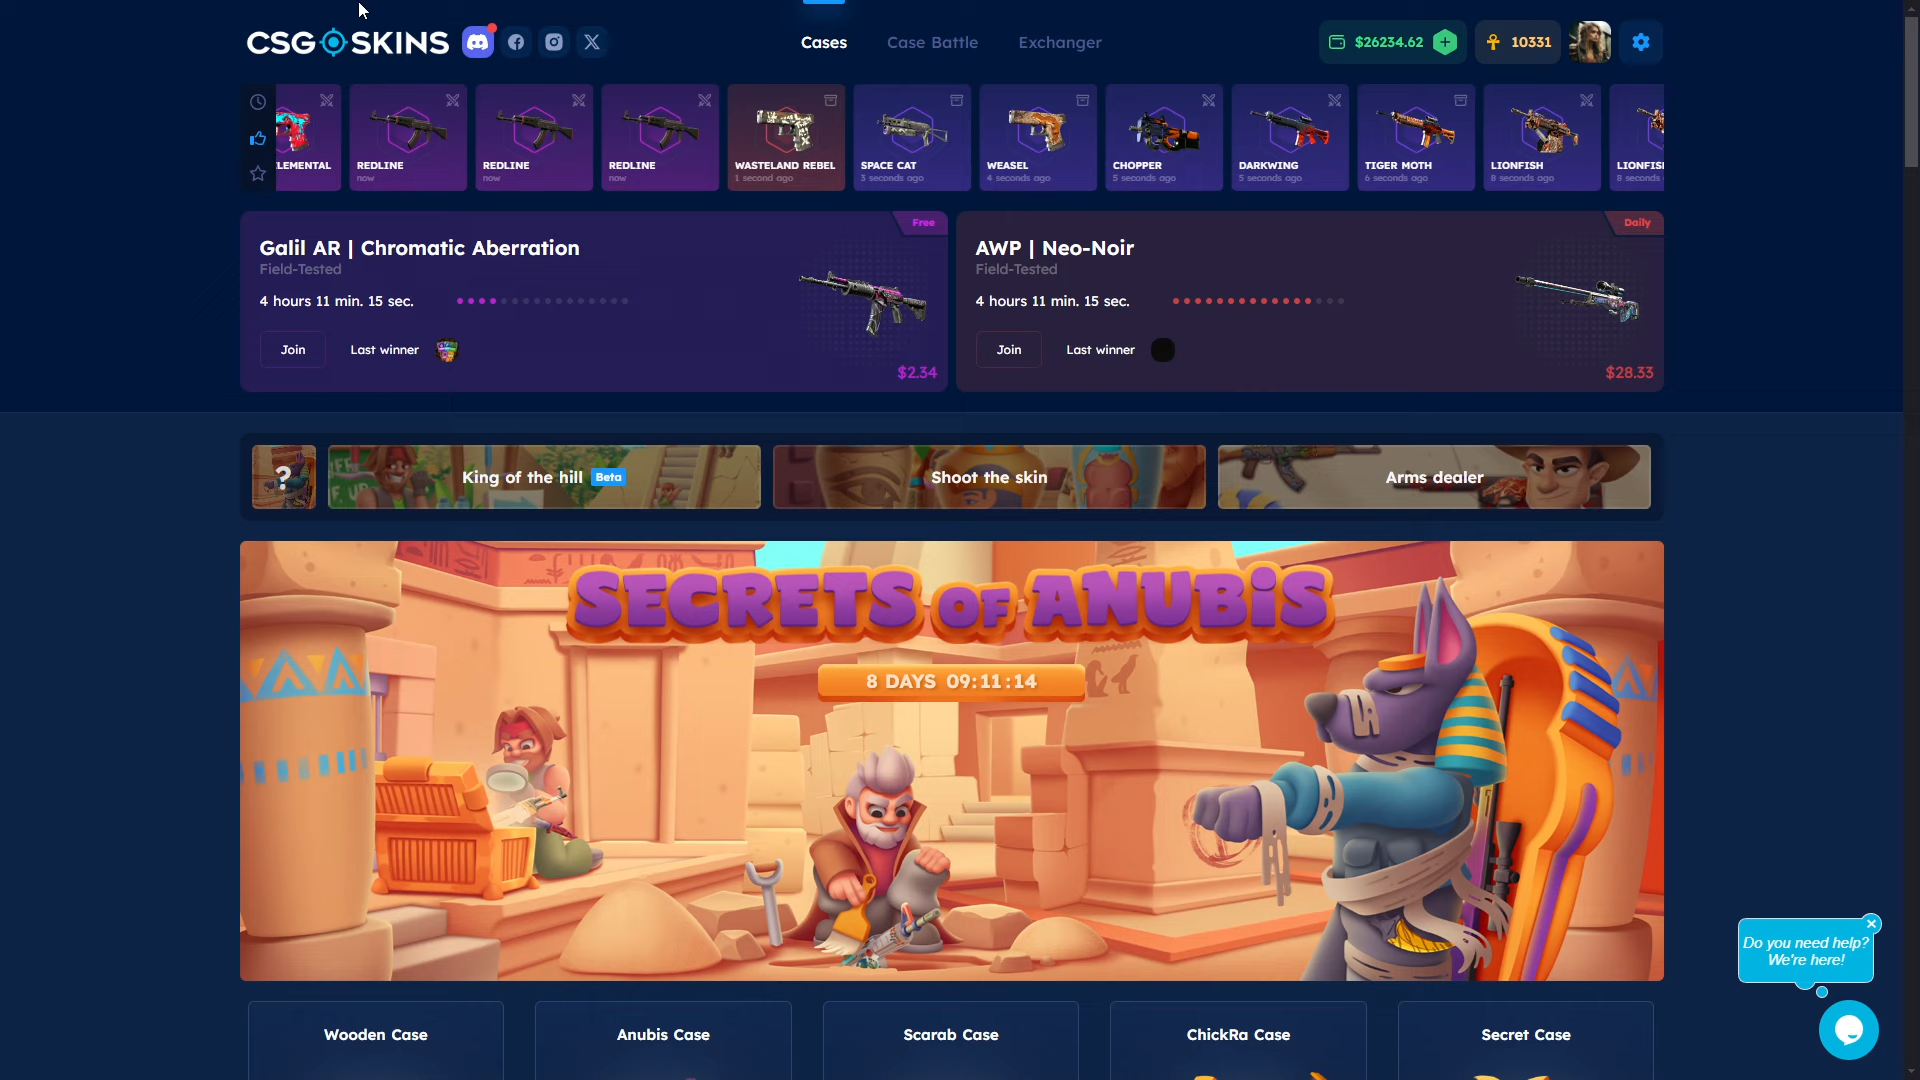 CSG SKINS
Cases
Case Battle
Exchanger
$26234.62
10331
LEMENTAL
REDLINE
now
REDLINE
now
REDLINE
now
WASTELAND REBEL
1 second ago
SPACE CAT
3 seconds ago
WEASEL
4 seconds ago
CHOPPER
5 seconds ago
DARKWING
5 seconds ago
TIGER MOTH
6 seconds ago
LIONFISH
8 seconds ago
LIONFISH
8 seconds
Free
Galil AR | Chromatic Aberration
Field-Tested
4 hours 11 min. 15 sec.
Join
Last winner
$2.34
Daily
AWP | Neo-Noir
Field-Tested
4 hours 11 min. 15 sec.
Join
Last winner
$28.33
?
King of the hill Beta
Shoot the skin
Arms dealer
SECRETS OF ANUBIS
8 DAYS 09:11:14
Do you need help?
We're here!
Wooden Case
Anubis Case
Scarab Case
ChickRa Case
Secret Case